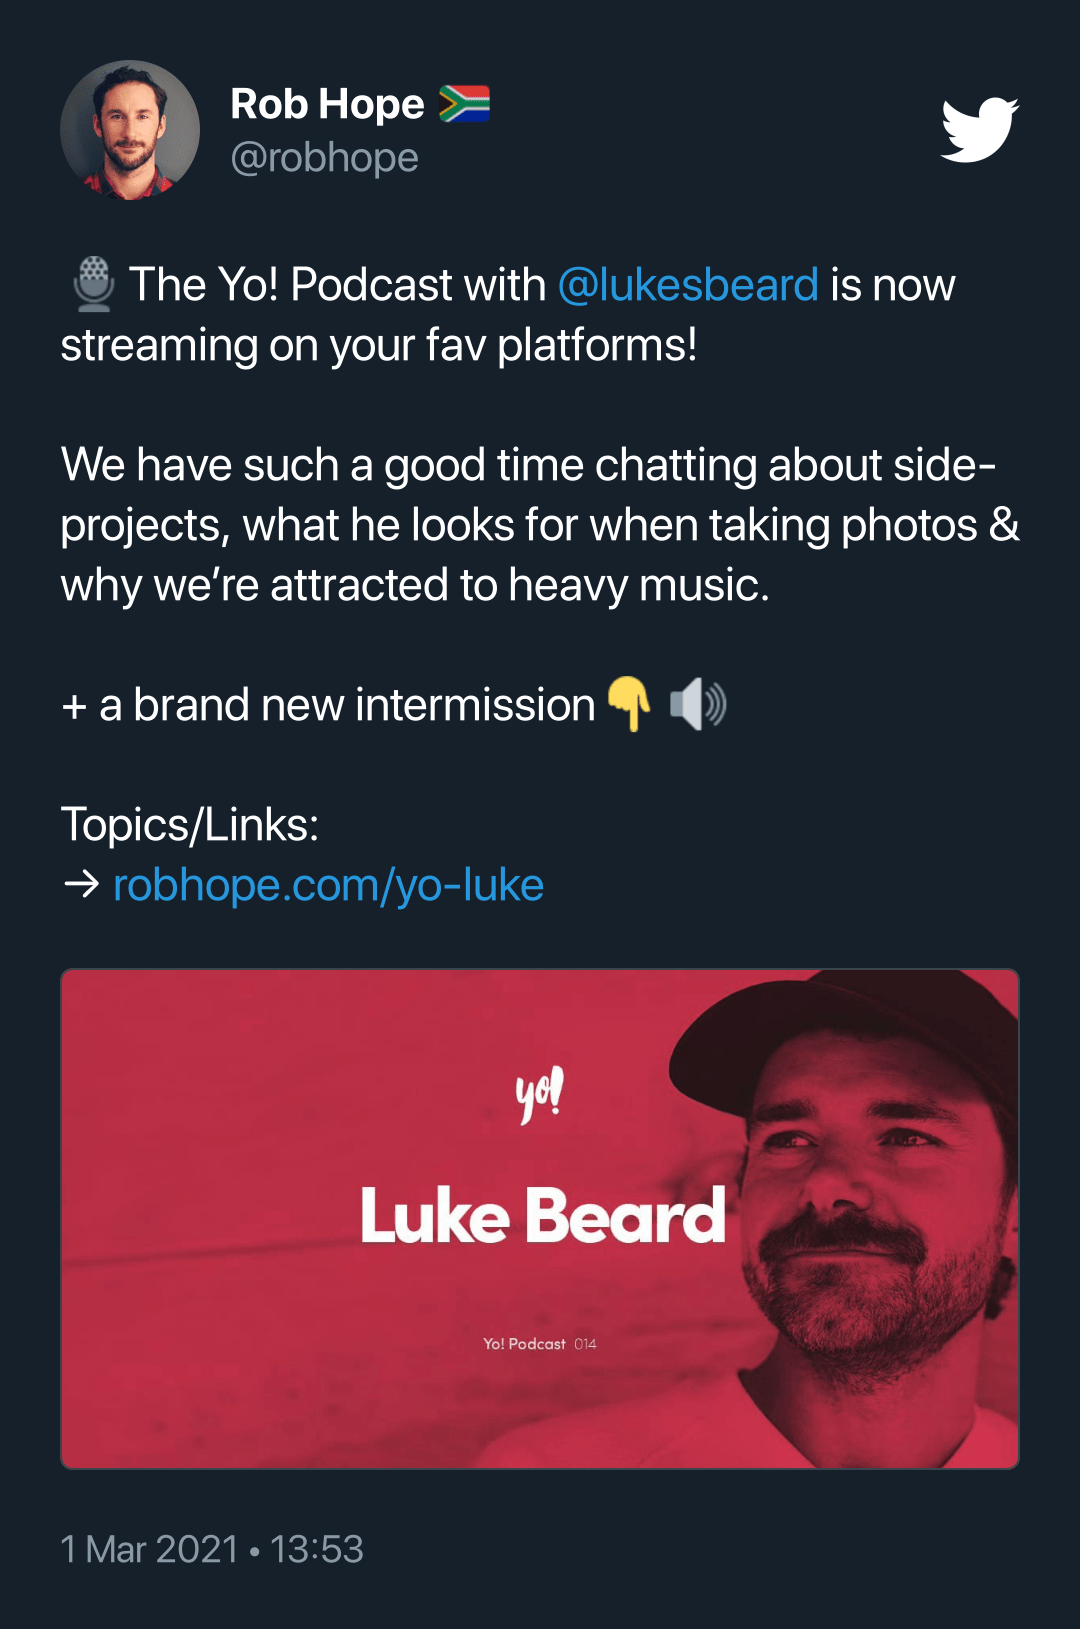 Rob Hope 🇿🇦
@robhope
🎙 The Yo! Podcast with @lukesbeard is now
streaming on your fav platforms!
We have such a good time chatting about side-
projects, what he looks for when taking photos &
why we’re attracted to heavy music.
+ a brand new intermission 👇 🔊
Topics/Links:
→ robhope.com/yo-luke
yo!
Luke Beard
Yo! Podcast 014
1 Mar 2021 • 13:53